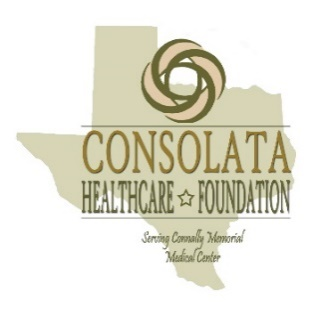 CONSOLATA
HEALTHCARE ☆ FOUNDATION
Serving Connally Memorial
Medical Center